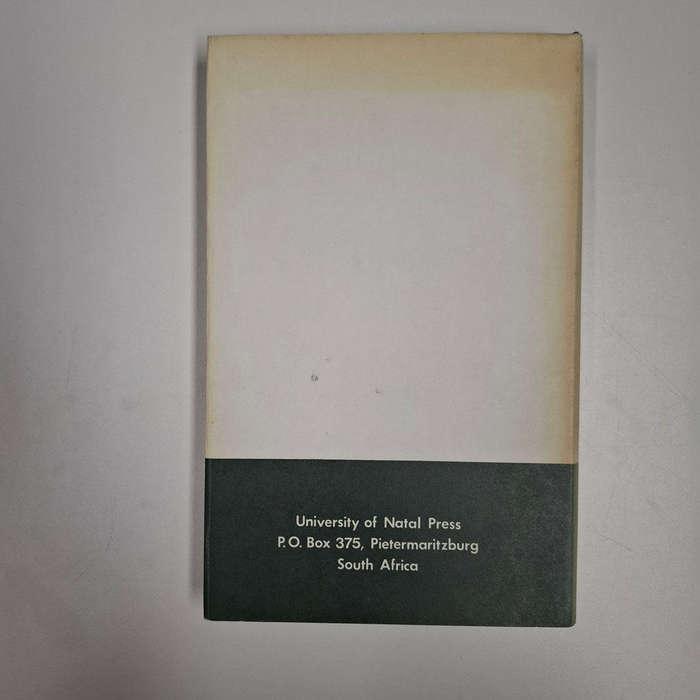 University of Natal Press
P.O. Box 375, Pietermaritzburg
South Africa